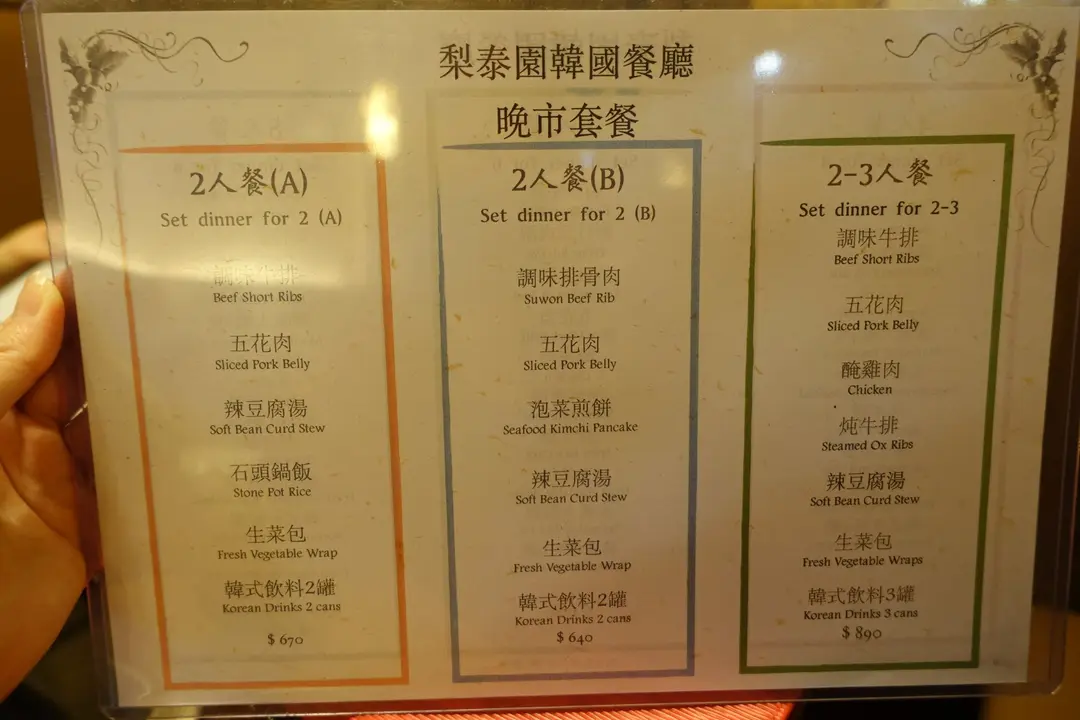 梨泰園韓國餐廳
晚市套餐
2人餐(A)
Set dinner for 2 (A)
調味牛排
Beef Short Ribs
五花肉
Sliced Pork Belly
辣豆腐湯
Soft Bean Curd Stew
石頭鍋飯
Stone Pot Rice
生菜包
Fresh Vegetable Wrap
韓式飲料2罐
Korean Drinks 2 cans
$ 670
2人餐(B)
Set dinner for 2 (B)
調味排骨肉
Suwon Beef Rib
五花肉
Sliced Pork Belly
泡菜煎餅
Seafood Kimchi Pancake
辣豆腐湯
Soft Bean Curd Stew
生菜包
Fresh Vegetable Wrap
韓式飲料2罐
Korean Drinks 2 cans
$ 640
2-3人餐
Set dinner for 2-3
調味牛排
Beef Short Ribs
五花肉
Sliced Pork Belly
醃雞肉
Chicken
炖牛排
Steamed Ox Ribs
辣豆腐湯
Soft Bean Curd Stew
生菜包
Fresh Vegetable Wraps
韓式飲料3罐
Korean Drinks 3 cans
$ 890